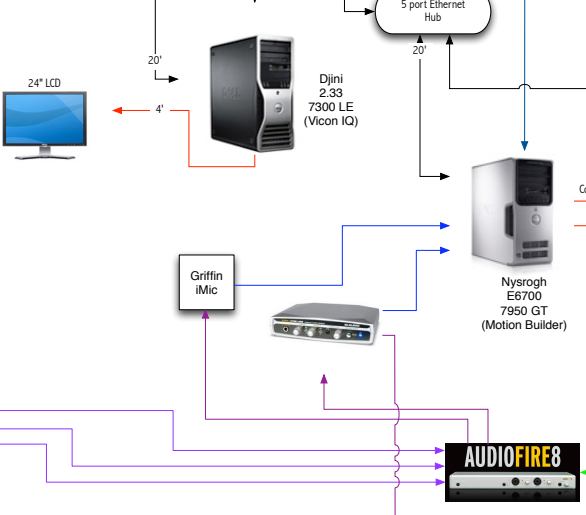 5 port Ethernet
Hub
20'
20'
24" LCD
4'
Djini
2.33
7300 LE
(Vicon IQ)
Griffin
iMic
Nysrogh
E6700
7950 GT
(Motion Builder)
AUDIOFIRE8